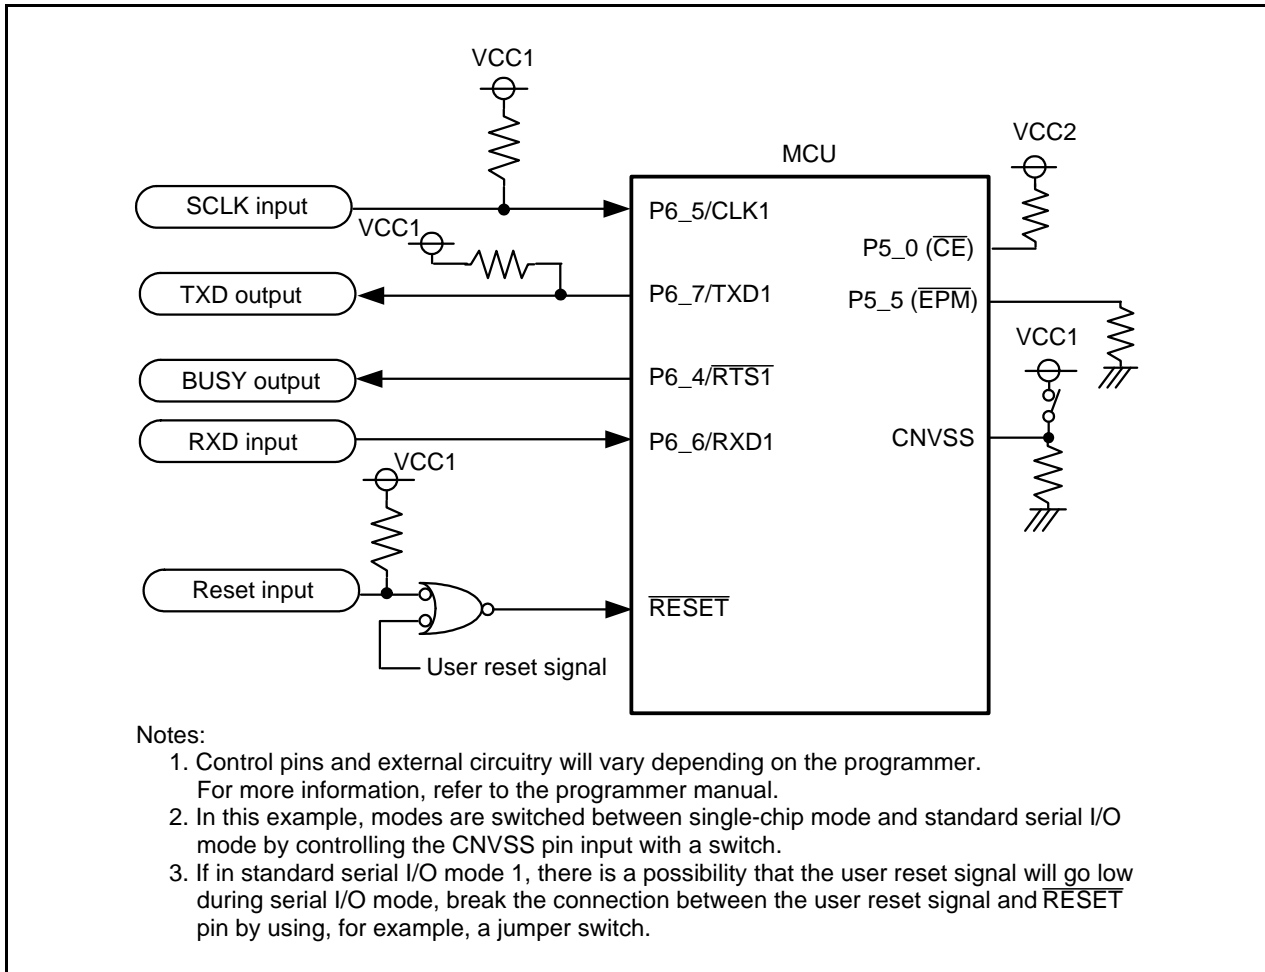 VCC1
VCC2
MCU
SCLK input
P6_5/CLK1
VCC1
P5_0 (CE)
TXD output
P6_7/TXD1
P5_5 (EPM)
VCC1
BUSY output
P6_4/RTS1
RXD input
P6_6/RXD1
CNVSS
VCC1
Reset input
RESET
User reset signal
Notes:
1. Control pins and external circuitry will vary depending on the programmer.
For more information, refer to the programmer manual.
2. In this example, modes are switched between single-chip mode and standard serial I/O
mode by controlling the CNVSS pin input with a switch.
3. If in standard serial I/O mode 1, there is a possibility that the user reset signal will go low
during serial I/O mode, break the connection between the user reset signal and RESET
pin by using, for example, a jumper switch.